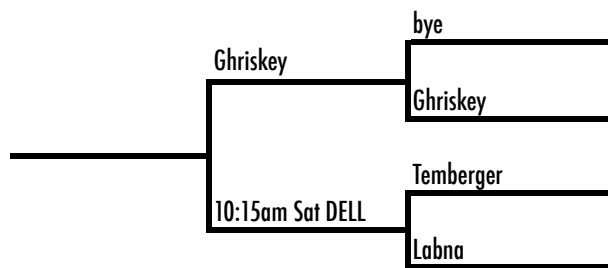 bye
Ghriskey
Ghriskey
Temberger
10:15am Sat DELL
Labna